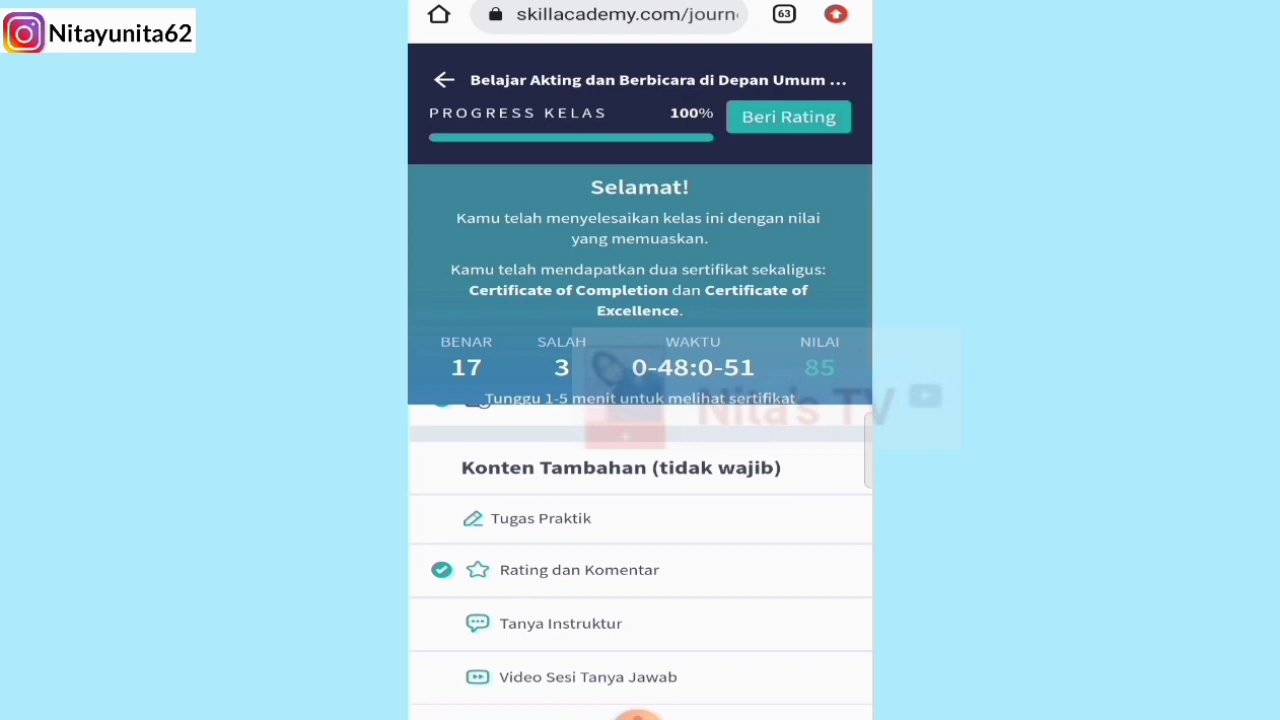 Nitayunita62
skillacademy.com/journ
63
Belajar Akting dan Berbicara di Depan Umum ...
PROGRESS KELAS 100% Beri Rating
Selamat!
Kamu telah menyelesaikan kelas ini dengan nilai
yang memuaskan.
Kamu telah mendapatkan dua sertifikat sekaligus:
Certificate of Completion dan Certificate of
Excellence.
BENAR SALAH WAKTU NILAI
17 3 0-48:0-51 85
Tunggu 1-5 menit untuk melihat sertifikat
Nita's TV
Konten Tambahan (tidak wajib)
Tugas Praktik
Rating dan Komentar
Tanya Instruktur
Video Sesi Tanya Jawab